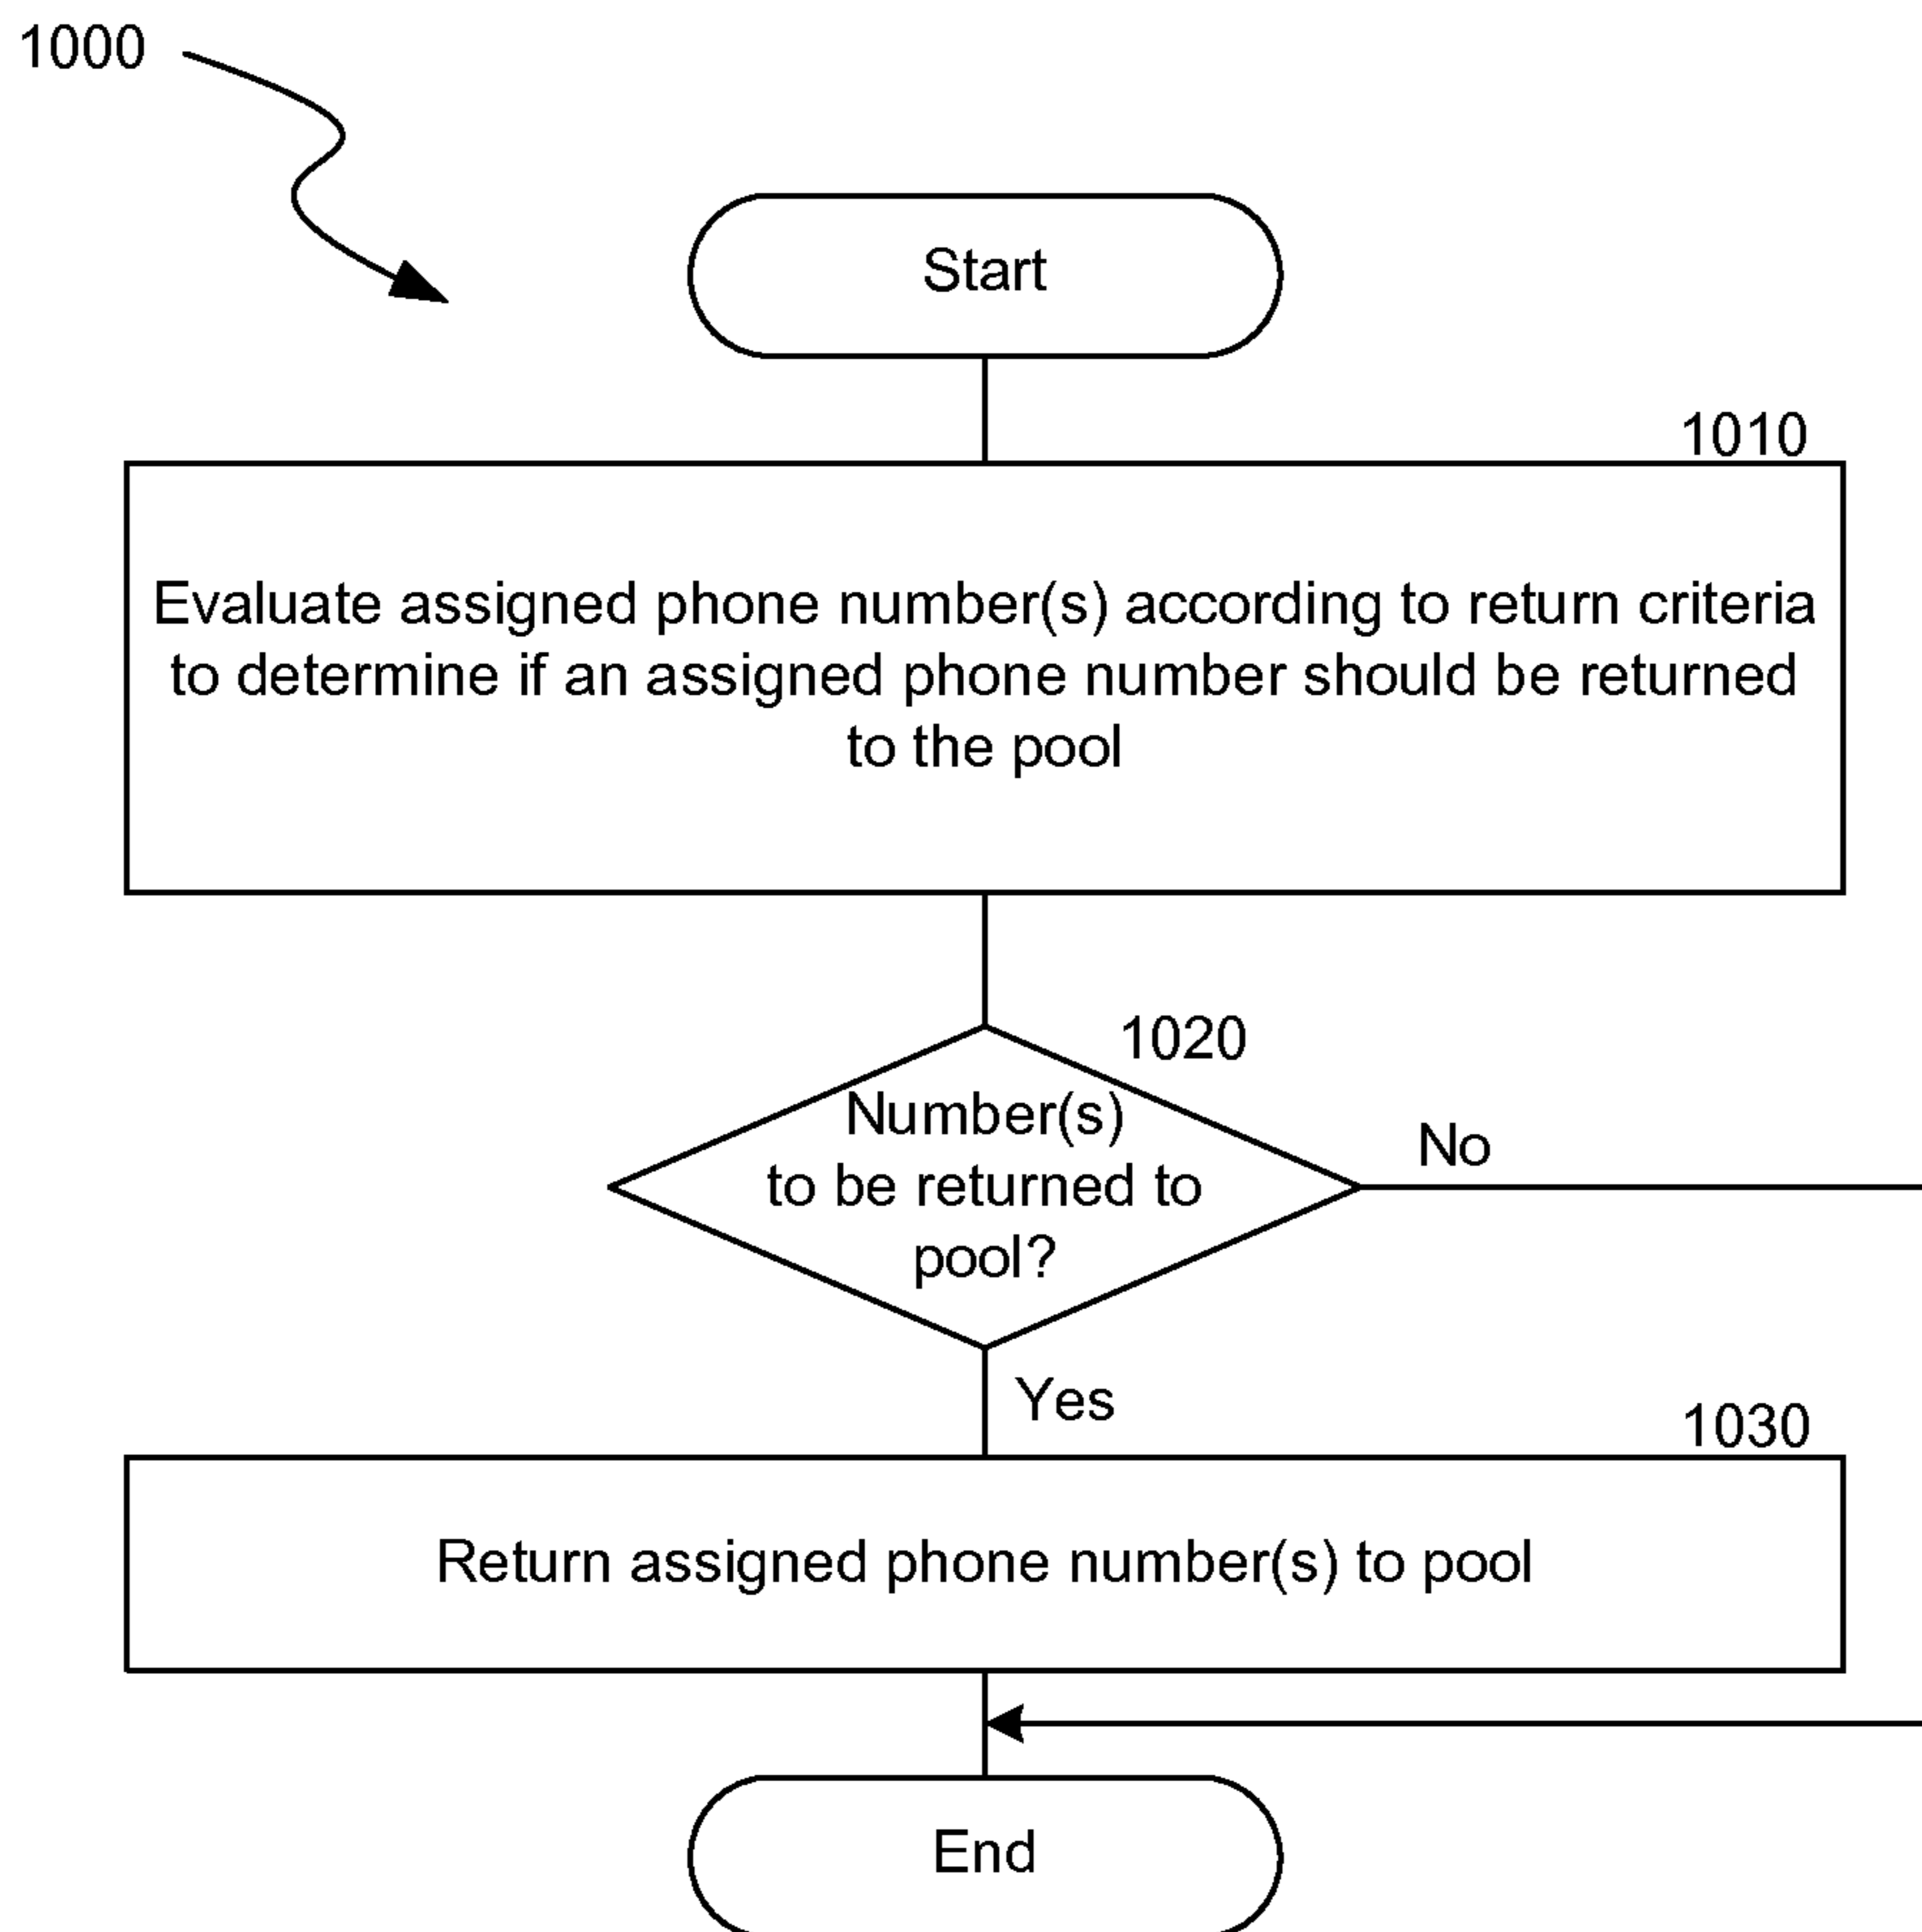 1000
Start
1010
Evaluate assigned phone number(s) according to return criteria
to determine if an assigned phone number should be returned
to the pool
1020
Number(s)
to be returned to
pool?
No
Yes
1030
Return assigned phone number(s) to pool
End